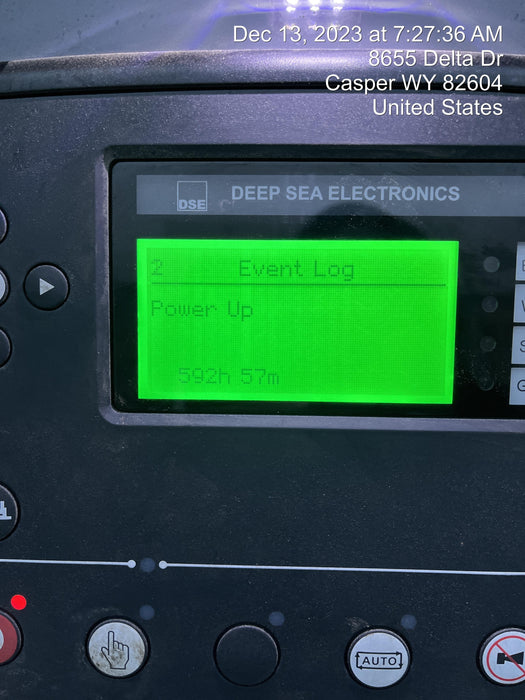 Dec 13, 2023 at 7:27:36 AM
8655 Delta Dr
Casper WY 82604
United States
DSE
DEEP SEA ELECTRONICS
2 Event Log
Power Up
592h 57m
AUTO